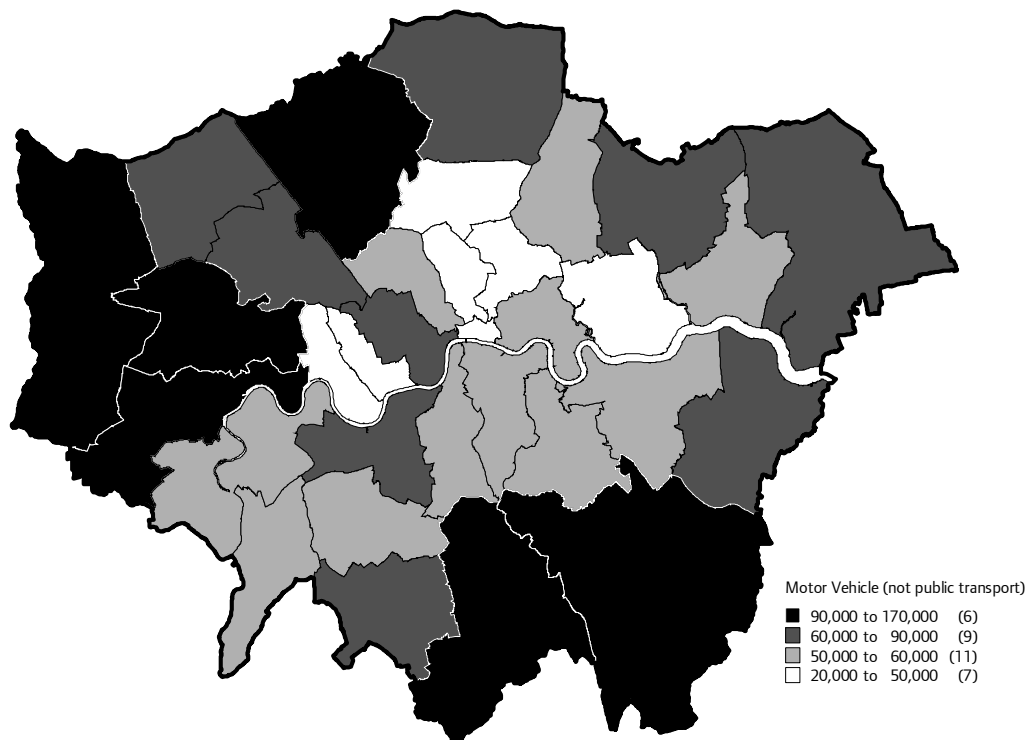 Motor Vehicle (not public transport)
90,000 to 170,000 (6)
60,000 to 90,000 (9)
50,000 to 60,000 (11)
20,000 to 50,000 (7)